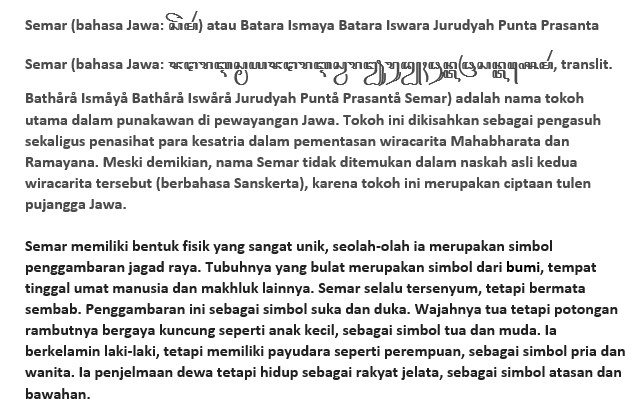 Semar (bahasa Jawa: ꦱꦼꦩꦂ) atau Batara Ismaya Batara Iswara Jurudyah Punta Prasanta
Semar (bahasa Jawa: , translit.
Bathårå Ismåyå Bathårå Iswårå Jurudyah Puntå Prasantå Semar) adalah nama tokoh
utama dalam punakawan di pewayangan Jawa. Tokoh ini dikisahkan sebagai pengasuh
sekaligus penasihat para kesatria dalam pementasan wiracarita Mahabharata dan
Ramayana. Meski demikian, nama Semar tidak ditemukan dalam naskah asli kedua
wiracarita tersebut (berbahasa Sanskerta), karena tokoh ini merupakan ciptaan tulen
pujangga Jawa.
Semar memiliki bentuk fisik yang sangat unik, seolah-olah ia merupakan simbol
penggambaran jagad raya. Tubuhnya yang bulat merupakan simbol dari bumi, tempat
tinggal umat manusia dan makhluk lainnya. Semar selalu tersenyum, tetapi bermata
sembab. Penggambaran ini sebagai simbol suka dan duka. Wajahnya tua tetapi potongan
rambutnya bergaya kuncung seperti anak kecil, sebagai simbol tua dan muda. Ia
berkelamin laki-laki, tetapi memiliki payudara seperti perempuan, sebagai simbol pria dan
wanita. Ia penjelmaan dewa tetapi hidup sebagai rakyat jelata, sebagai simbol atasan dan
bawahan.